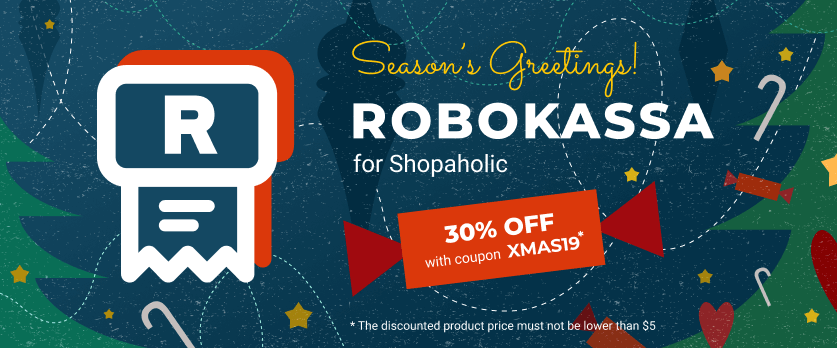 Season's Greetings!
R
ROBOKASSA
for Shopaholic
30% OFF
with coupon XMAS19*
* The discounted product price must not be lower than $5